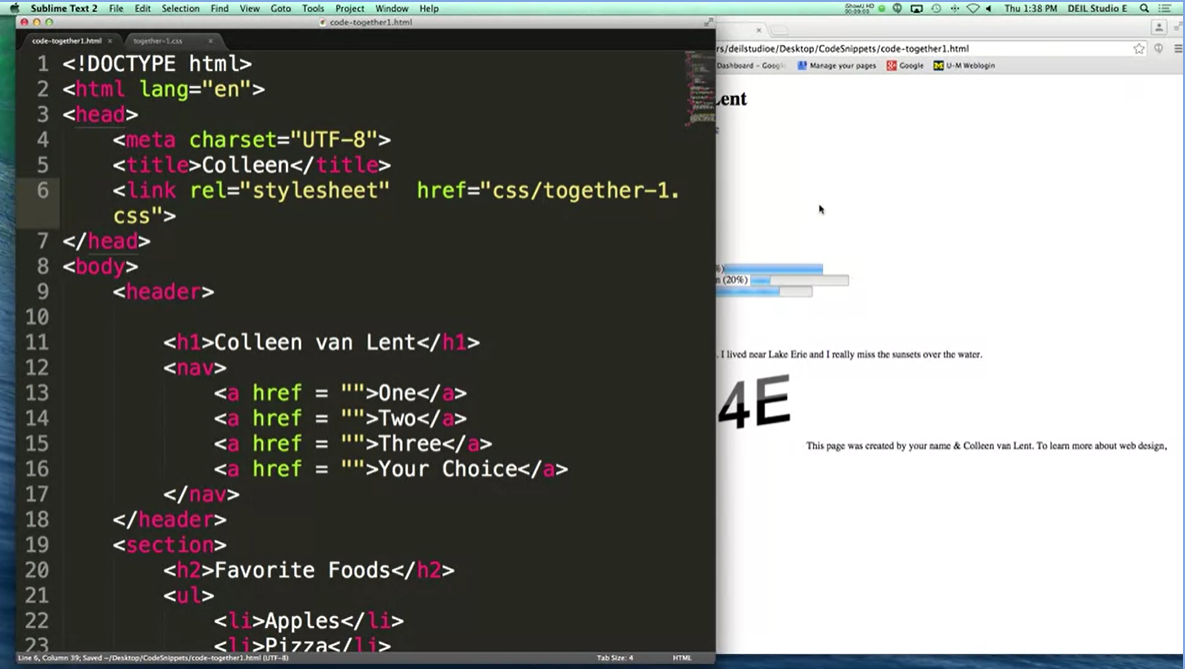 Sublime Text 2 File Edit Selection Find View Goto Tools Project Window Help
Thu 1:38 PM DEIL Studio E
code-together1.html
code-together1.html × together-1.css ×
1 <!DOCTYPE html>
2 <html lang="en">
3 <head>
4 <meta charset="UTF-8">
5 <title>Colleen</title>
6 <link rel="stylesheet" href="css/together-1.
css">
7 </head>
8 <body>
9 <header>
10
11 <h1>Colleen van Lent</h1>
12 <nav>
13 <a href = "">One</a>
14 <a href = "">Two</a>
15 <a href = "">Three</a>
16 <a href = "">Your Choice</a>
17 </nav>
18 </header>
19 <section>
20 <h2>Favorite Foods</h2>
21 <ul>
22 <li>Apples</li>
23 <li>Pizza</li>
Line 6, Column 39; Saved ~/Desktop/CodeSnippets/code-together1.html (UTF-8) Tab Size: 4 HTML
rs/deilstudioe/Desktop/CodeSnippets/code-together1.html
Dashboard - Googl Manage your pages Google U-M Weblogin
Lent
%)
n (20%)
. I lived near Lake Erie and I really miss the sunsets over the water.
4E
This page was created by your name & Colleen van Lent. To learn more about web design,